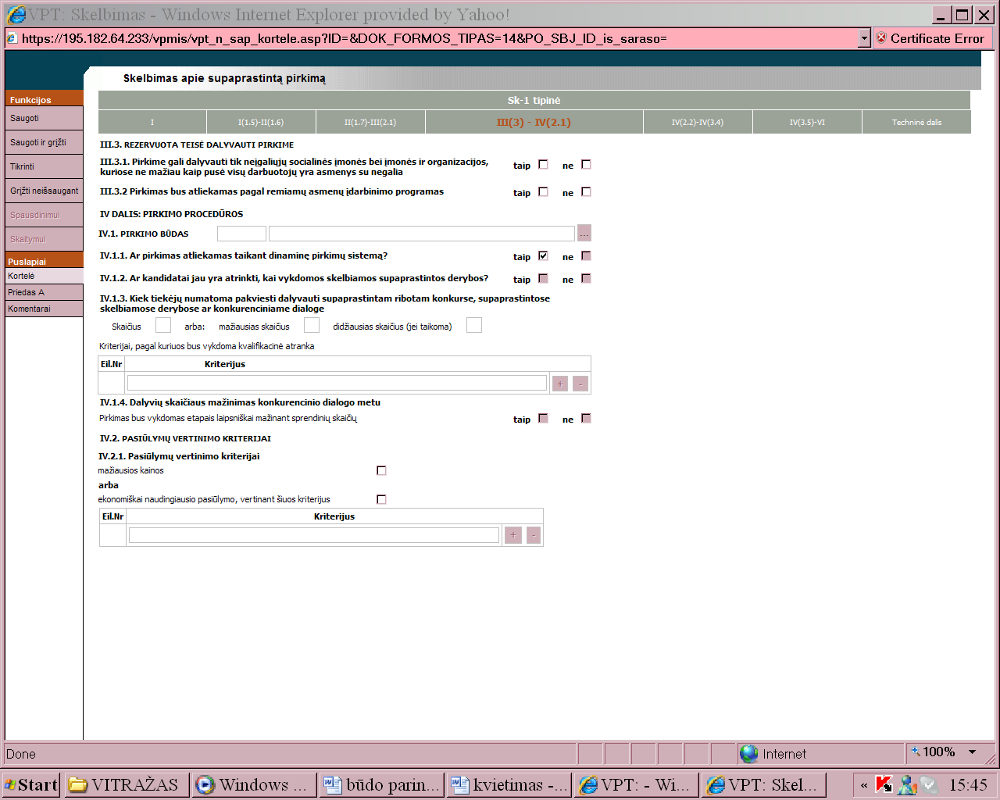 VPT: Skelbimas - Windows Internet Explorer provided by Yahoo!
https://195.182.64.233/vpmis/vpt_n_sap_kortele.asp?ID=&DOK_FORMOS_TIPAS=14&PO_SBJ_ID_is_saraso=
Certificate Error
Skelbimas apie supaprastintą pirkimą
Funkcijos
Saugoti
Saugoti ir grįžti
Tikrinti
Grįžti neišsaugant
Spausdinimui
Skaitymui
Puslapiai
Kortelė
Priedas A
Komentarai
Sk-1 tipinė
I I(1.5)-II(1.6) II(1.7)-III(2.1) III(3) - IV(2.1) IV(2.2)-IV(3.4) IV(3.5)-VI Techninė dalis
III.3. REZERVUOTA TEISĖ DALYVAUTI PIRKIME
III.3.1. Pirkime gali dalyvauti tik neįgaliųjų socialinės įmonės bei įmonės ir organizacijos,
kuriose ne mažiau kaip pusė visų darbuotojų yra asmenys su negalia
taip ne
III.3.2 Pirkimas bus atliekamas pagal remiamų asmenų įdarbinimo programas taip ne
IV DALIS: PIRKIMO PROCEDŪROS
IV.1. PIRKIMO BŪDAS ...
IV.1.1. Ar pirkimas atliekamas taikant dinaminę pirkimų sistemą? taip ne
IV.1.2. Ar kandidatai jau yra atrinkti, kai vykdomos skelbiamos supaprastintos derybos? taip ne
IV.1.3. Kiek tiekėjų numatoma pakviesti dalyvauti supaprastintam ribotam konkurse, supaprastintose
skelbiamose derybose ar konkurenciniame dialoge
Skaičius arba: mažiausias skaičius didžiausias skaičius (jei taikoma)
Kriterijai, pagal kuriuos bus vykdoma kvalifikacinė atranka
Eil.Nr Kriterijus
+ -
IV.1.4. Dalyvių skaičiaus mažinimas konkurencinio dialogo metu
Pirkimas bus vykdomas etapais laipsniškai mažinant sprendinių skaičių taip ne
IV.2. PASIŪLYMŲ VERTINIMO KRITERIJAI
IV.2.1. Pasiūlymų vertinimo kriterijai
mažiausios kainos
arba
ekonomiškai naudingiausio pasiūlymo, vertinant šiuos kriterijus
Eil.Nr Kriterijus
+ -
Done Internet 100%
Start VITRAŽAS Windows ... būdo parin... kvietimas -... VPT: - Wi... VPT: Skel... « 15:45